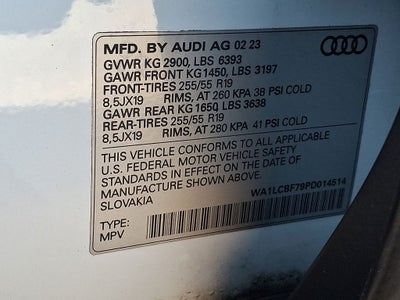 MFD. BY AUDI AG 02 23
GVWR KG 2900, LBS 6393
GAWR FRONT KG1450, LBS 3197
FRONT-TIRES 255/55 R19
8,5JX19 RIMS, AT 260 KPA 38 PSI COLD
GAWR REAR KG 1650, LBS 3638
REAR-TIRES 255/55 R19
8,5JX19 RIMS, AT 280 KPA 41 PSI COLD
THIS VEHICLE CONFORMS TO ALL APPLICABLE
U.S. FEDERAL MOTOR VEHICLE SAFETY
STANDARDS IN EFFECT ON THE DATE OF
MANUFACTURE SHOWN ABOVE.
SLOVAKIA
WA1LCBF79PD014514
TYPE:
MPV